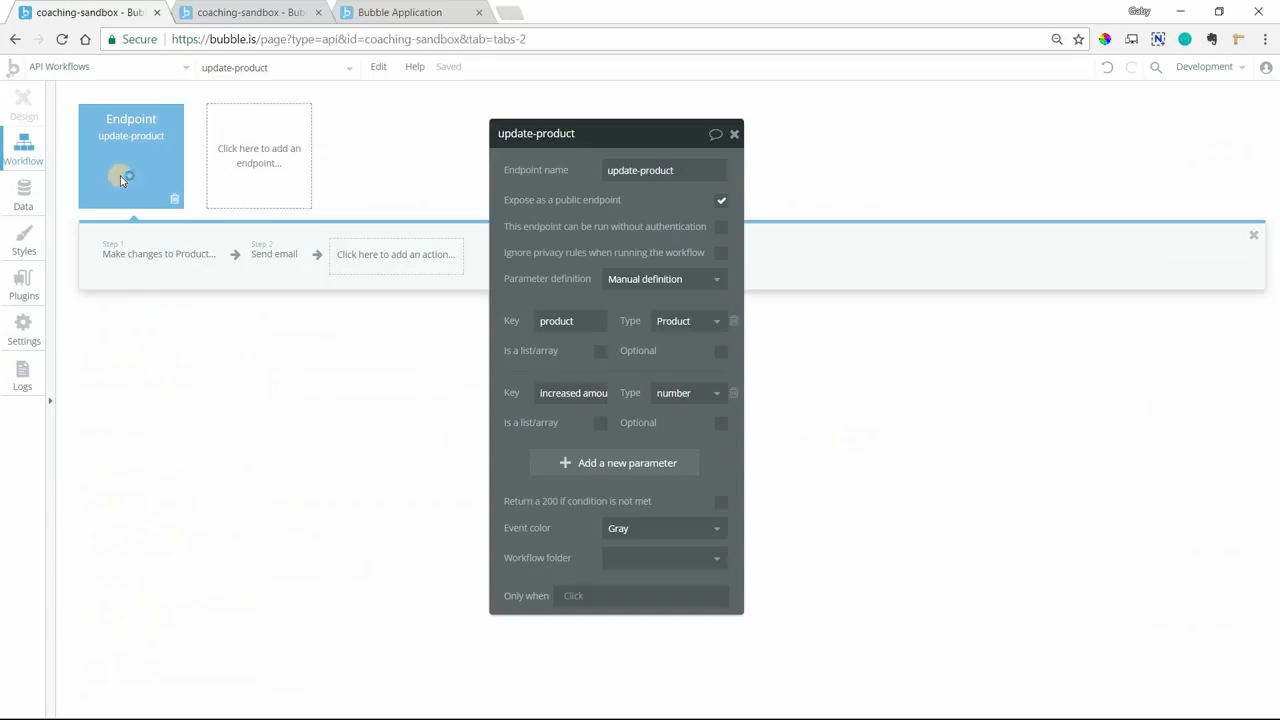 coaching-sandbox - Bub
coaching-sandbox - Bub
Bubble Application
Gaby
Secure
https://bubble.is/page?type=api&id=coaching-sandbox&tab=tabs-2
API Workflows
update-product
Edit
Help
Saved
Development
Design
Workflow
Data
Styles
Plugins
Settings
Logs
Endpoint
update-product
Click here to add an
endpoint...
Step 1
Make changes to Product...
Step 2
Send email
Click here to add an action...
update-product
Endpoint name
update-product
Expose as a public endpoint
This endpoint can be run without authentication
Ignore privacy rules when running the workflow
Parameter definition
Manual definition
Key
product
Type
Product
Is a list/array
Optional
Key
increased amou
Type
number
Is a list/array
Optional
Add a new parameter
Return a 200 if condition is not met
Event color
Gray
Workflow folder
Only when
Click